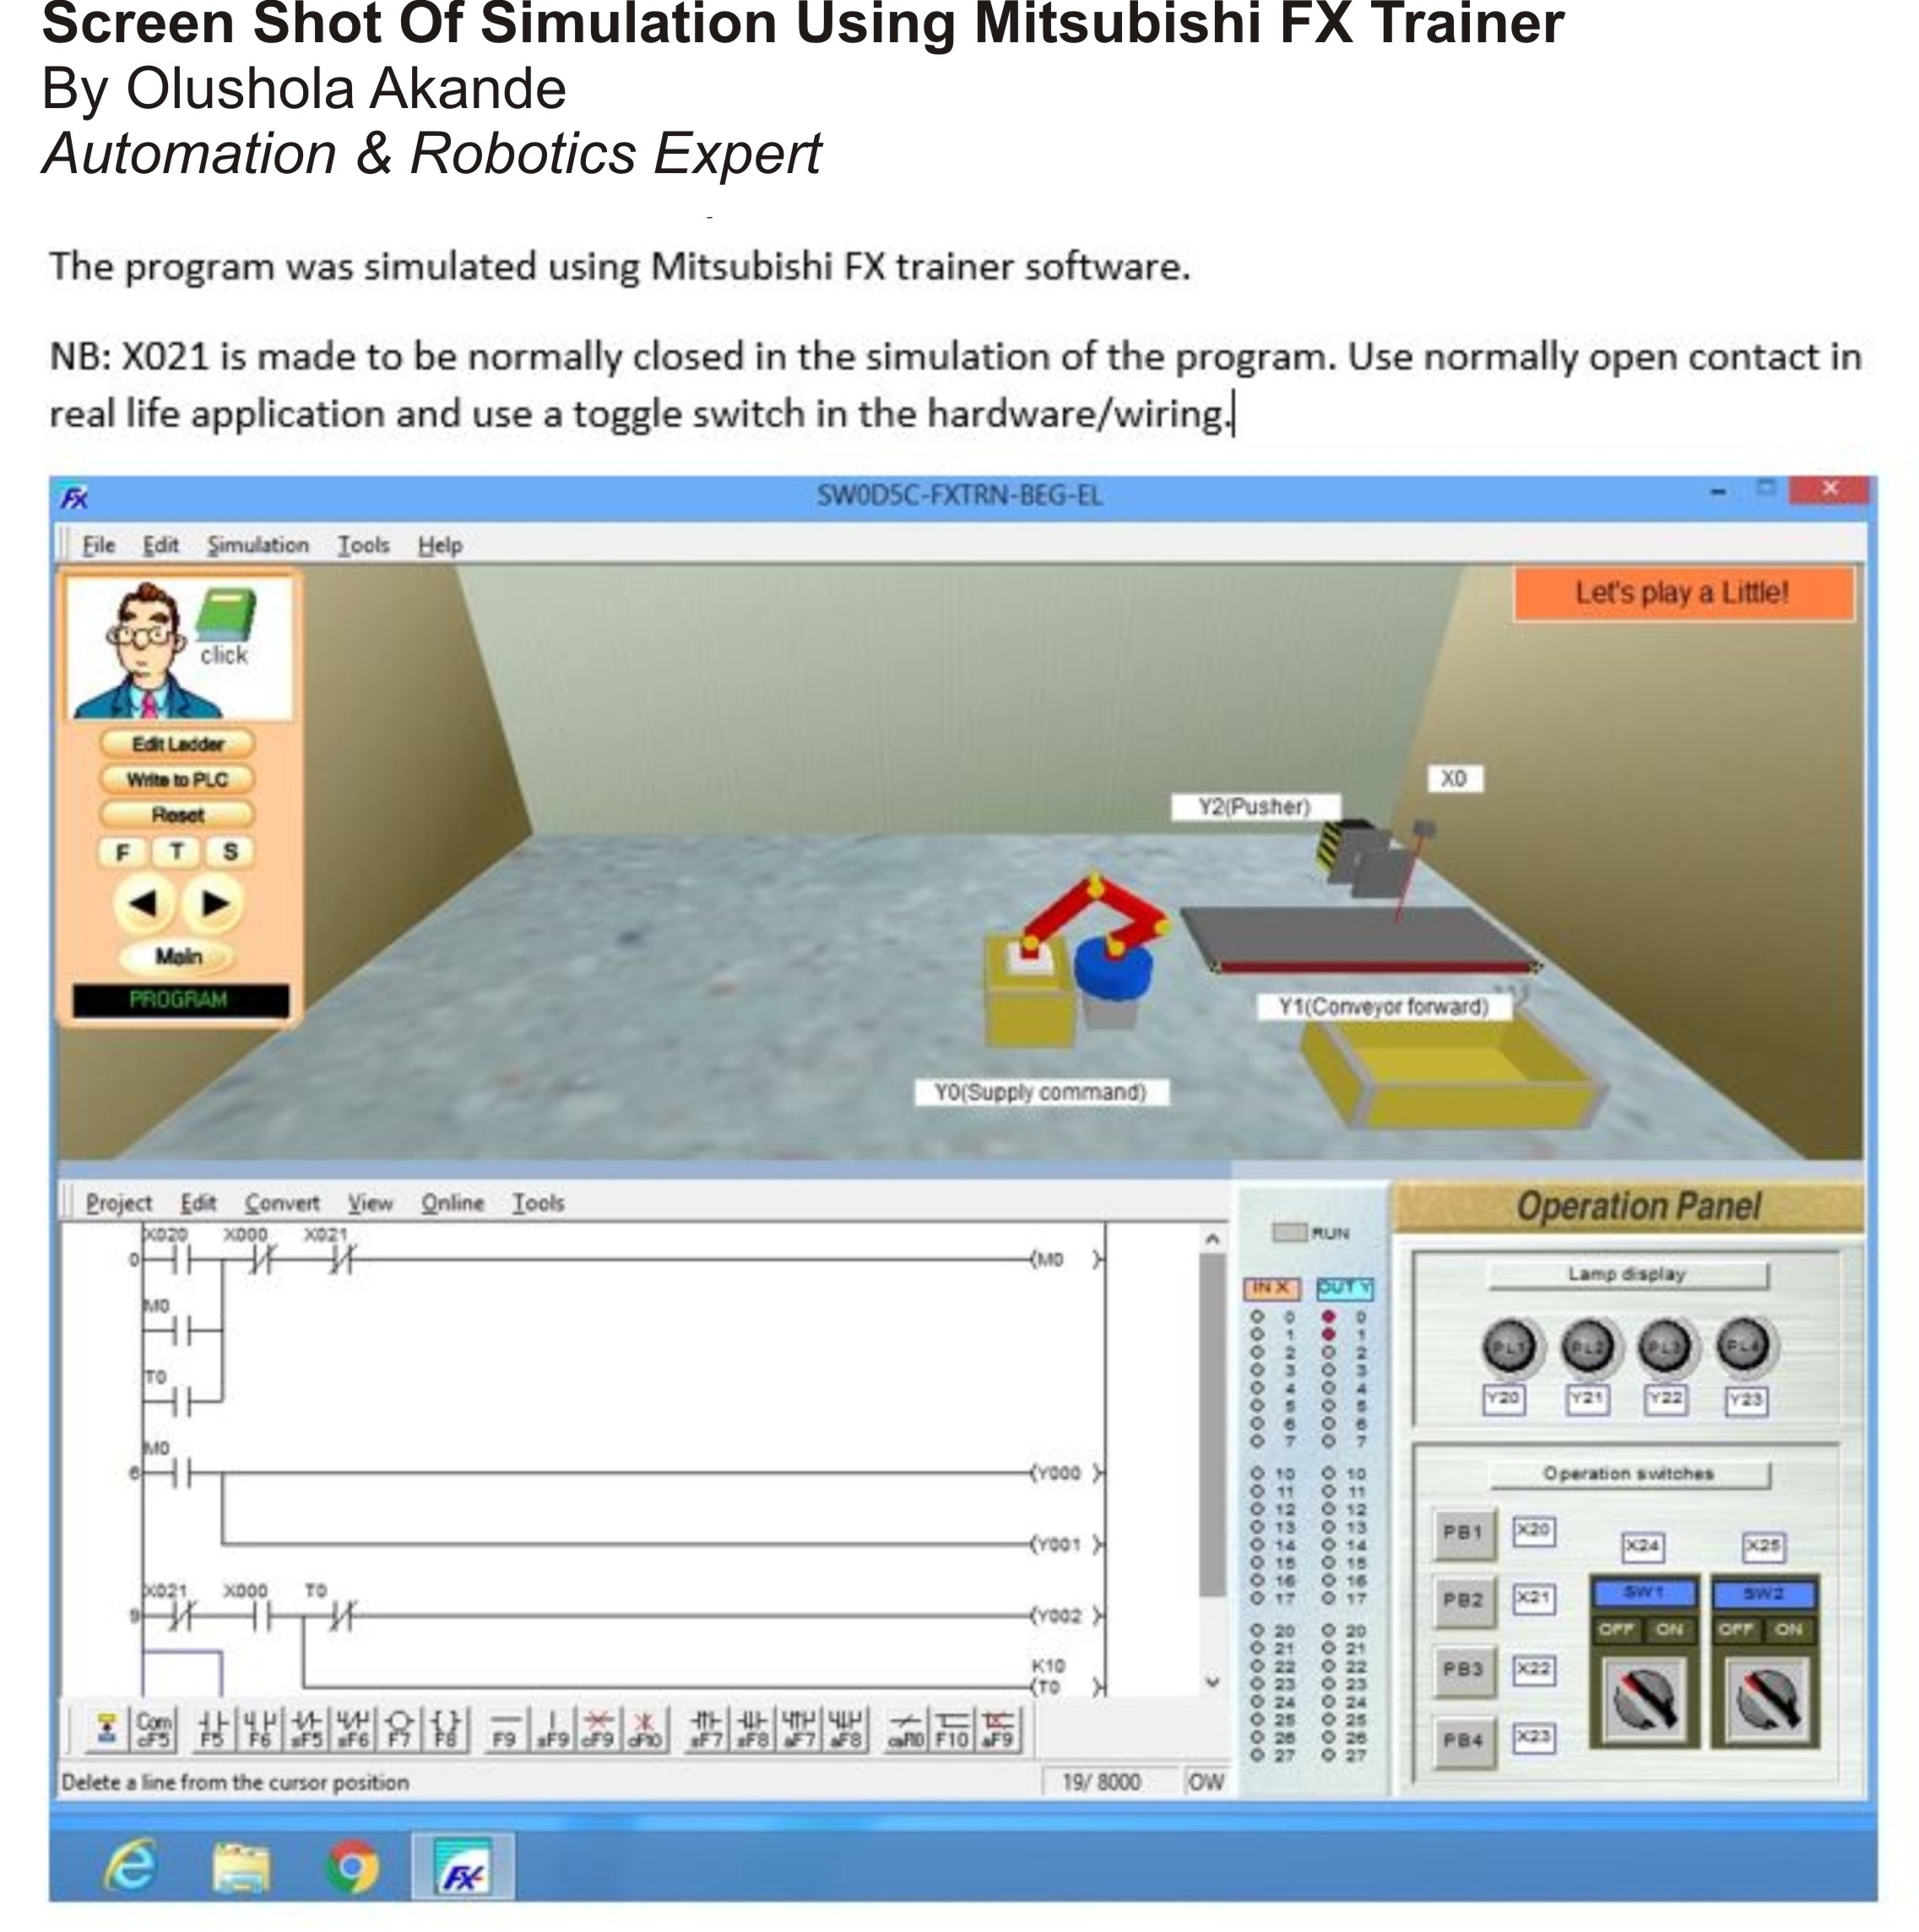 Screen Shot Of Simulation Using Mitsubishi FX Trainer
By Olushola Akande
Automation & Robotics Expert
The program was simulated using Mitsubishi FX trainer software.
NB: X021 is made to be normally closed in the simulation of the program. Use normally open contact in
real life application and use a toggle switch in the hardware/wiring.
FX SW0D5C-FXTRN-BEG-EL
File Edit Simulation Tools Help
Let's play a Little!
click
Edit Ladder
Write to PLC
Reset
F T S
Main
PROGRAM
X0
Y2(Pusher)
Y1(Conveyor forward)
Y0(Supply command)
Project Edit Convert View Online Tools
X020 X000 X021
0 (M0 )
M0
T0
M0
6 (Y000 )
(Y001 )
X021 X000 T0
9 (Y002 )
K10
(T0 )
Com
cF5 F5 F6 sF5 sF6 F7 F8 F9 sF9 cF9 cF10 sF7 sF8 aF7 aF8 caF10 F10 aF9
Delete a line from the cursor position 19/ 8000 OW
RUN
IN X OUT Y
0 0
1 1
2 2
3 3
4 4
5 5
6 6
7 7
10 10
11 11
12 12
13 13
14 14
15 15
16 16
17 17
20 20
21 21
22 22
23 23
24 24
25 25
26 26
27 27
Operation Panel
Lamp display
PL1 PL2 PL3 PL4
Y20 Y21 Y22 Y23
Operation switches
PB1 X20
PB2 X21
PB3 X22
PB4 X23
X24 X25
SW1 SW2
OFF ON OFF ON
FX